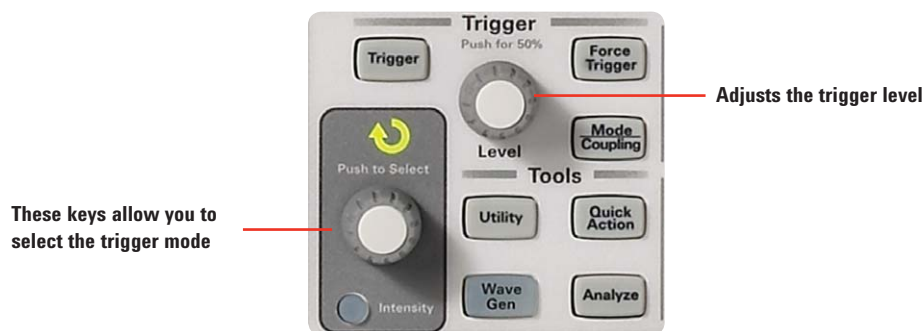 Trigger
Push for 50%
Trigger
Force
Trigger
Adjusts the trigger level
Mode
Coupling
Level
Push to Select
Tools
These keys allow you to
select the trigger mode
Utility
Quick
Action
Wave
Gen
Analyze
Intensity